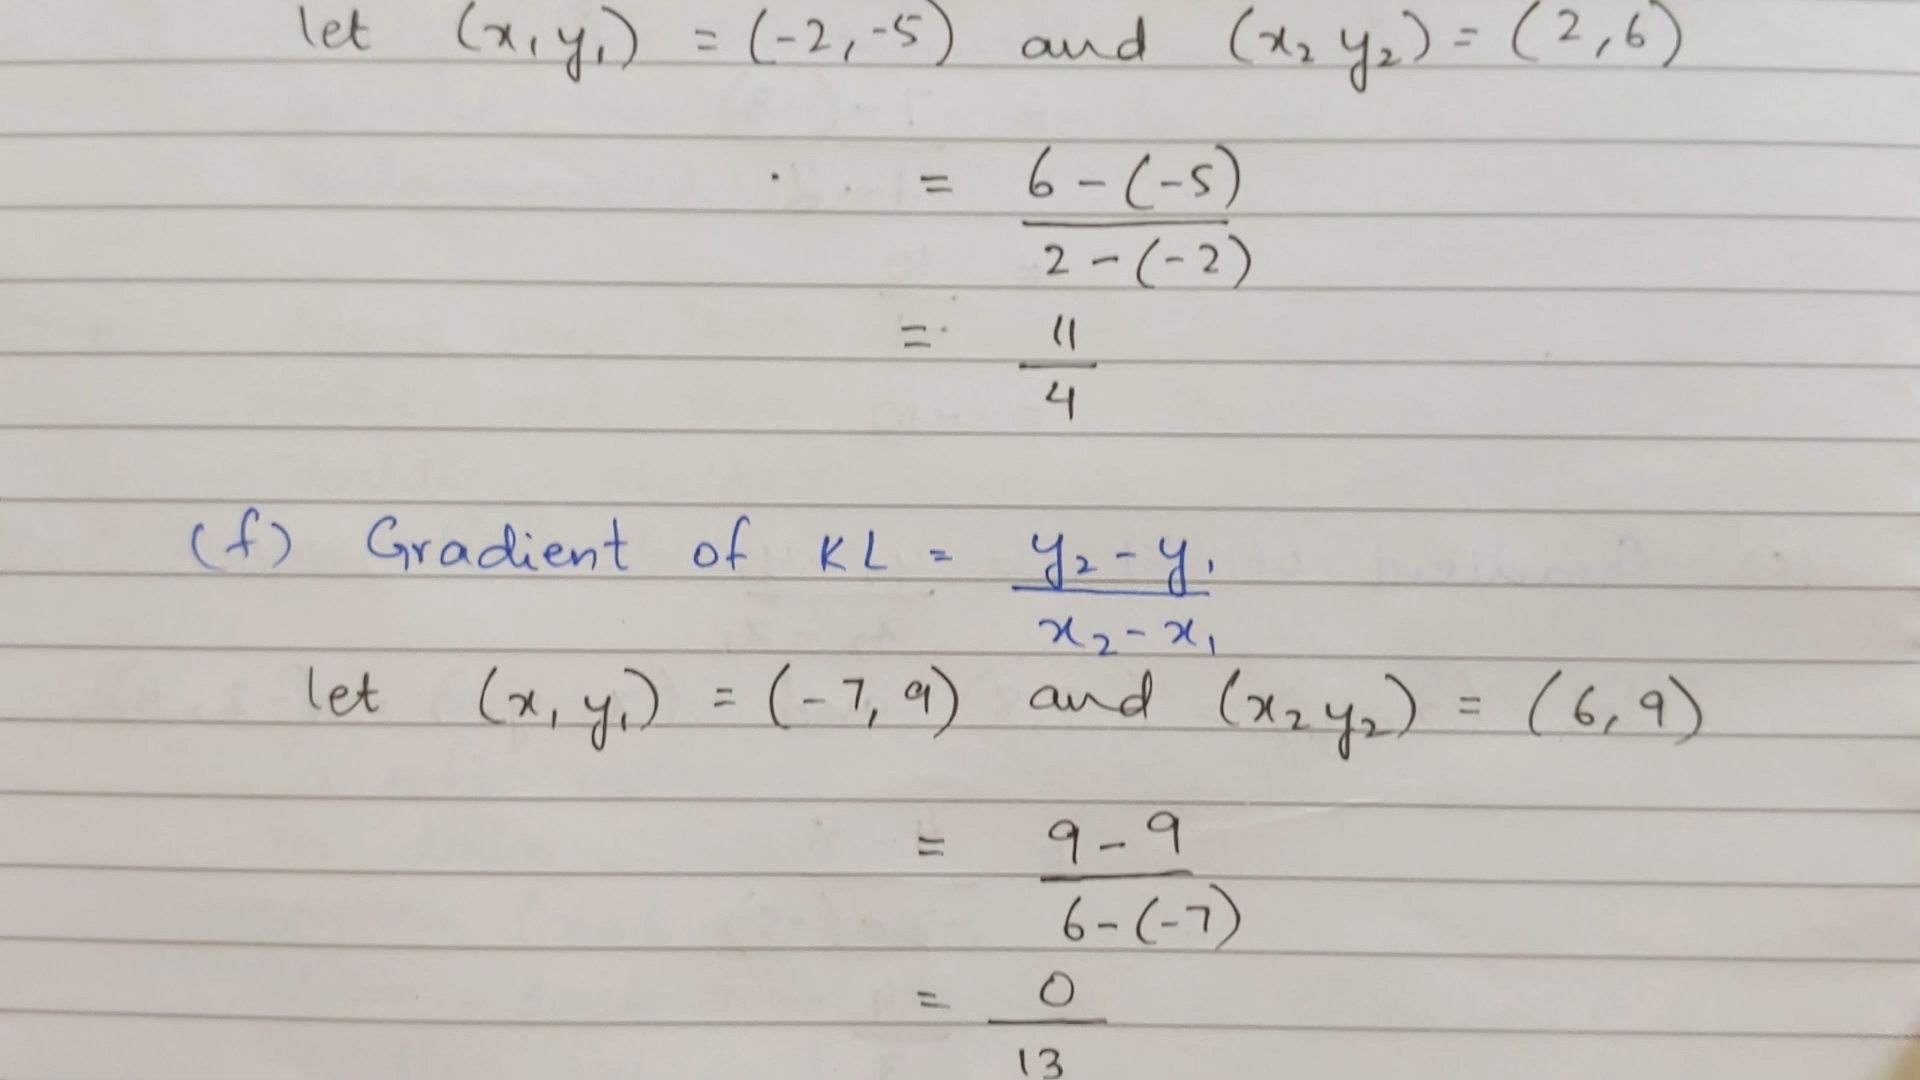 let (x₁ y₁) = (-2, -5) and (x₂ y₂) = (2, 6)
= 6 - (-5)
2 - (-2)
= 11
4
(f) Gradient of KL = y₂ - y₁
x₂ - x₁
let (x₁ y₁) = (-7, 9) and (x₂ y₂) = (6, 9)
= 9 - 9
6 - (-7)
= 0
13